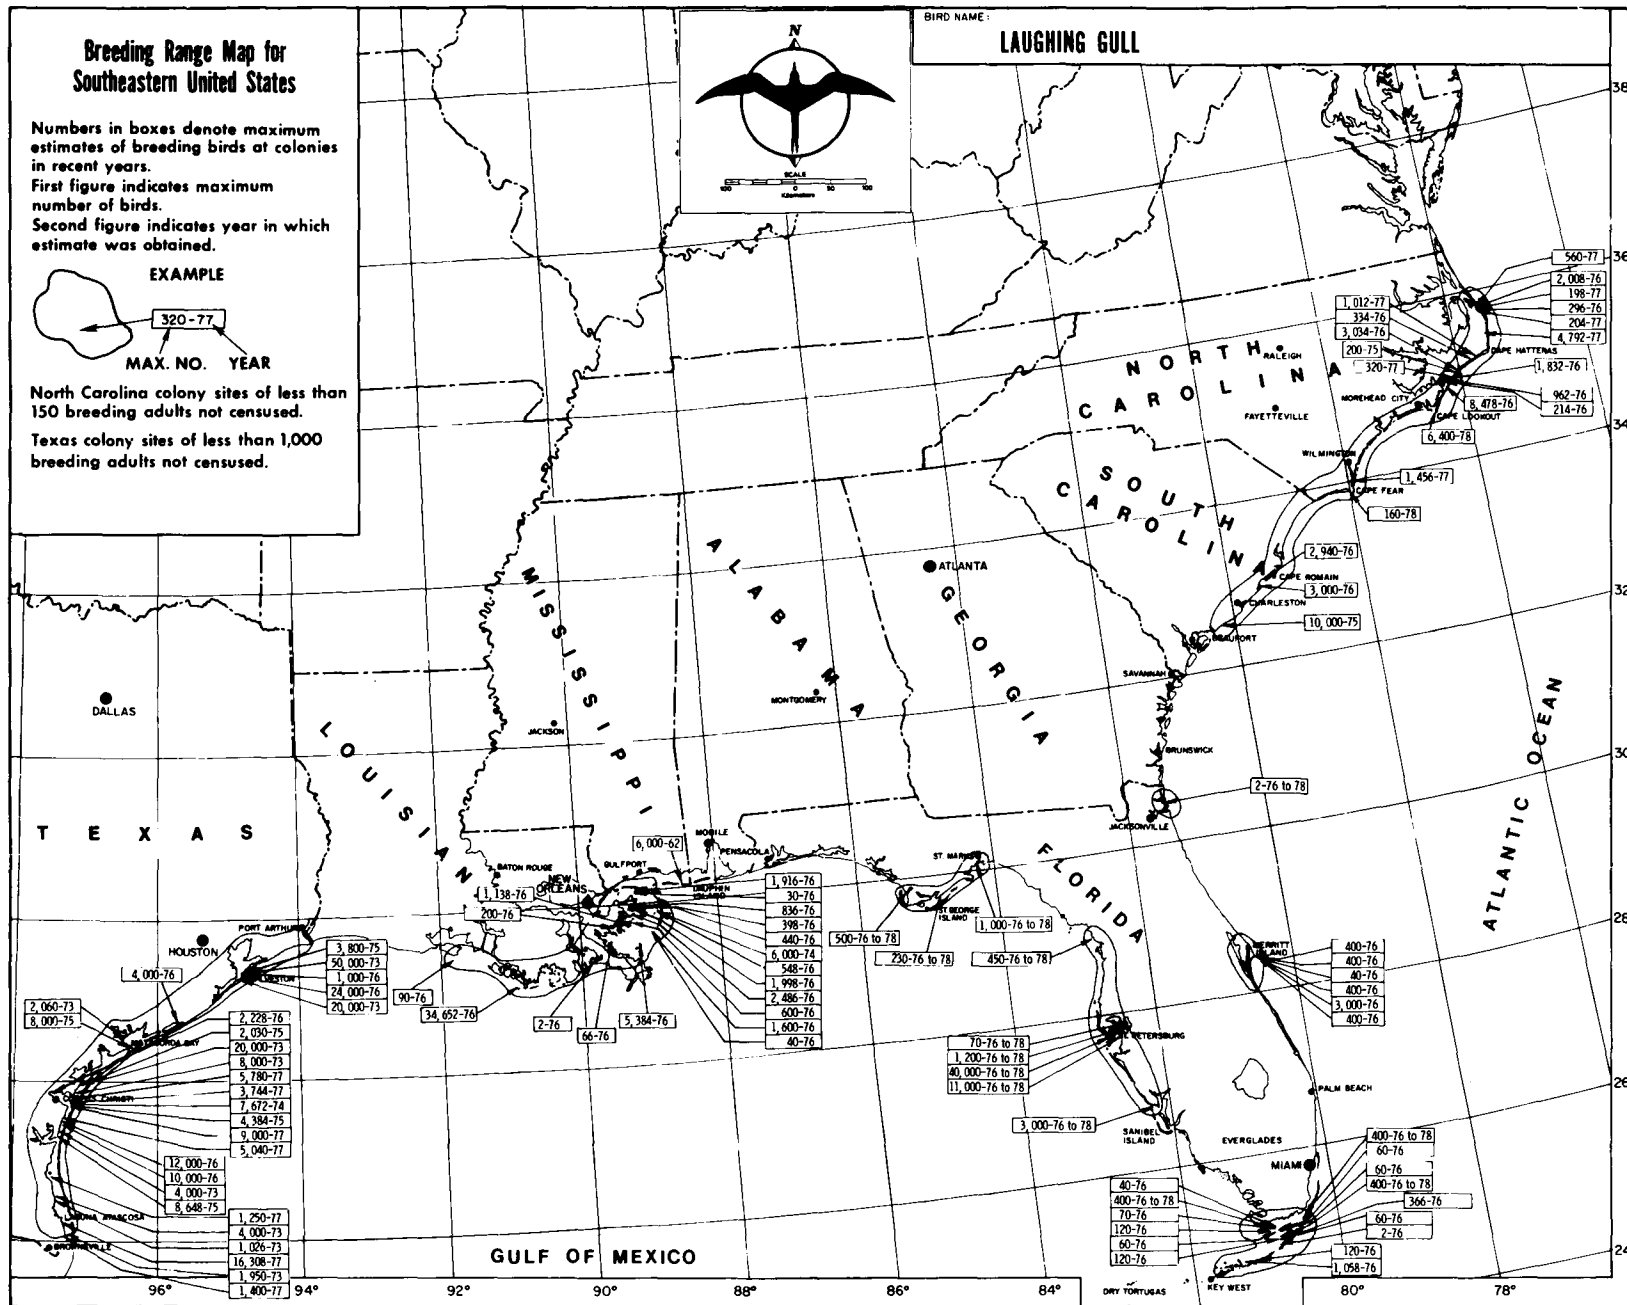 Breeding Range Map for
Southeastern United States
Numbers in boxes denote maximum
estimates of breeding birds at colonies
in recent years.
First figure indicates maximum
number of birds.
Second figure indicates year in which
estimate was obtained.
EXAMPLE
320-77
MAX. NO. YEAR
North Carolina colony sites of less than
150 breeding adults not censused.
Texas colony sites of less than 1,000
breeding adults not censused.
N
SCALE
100 0 50 100
Kilometers
BIRD NAME:
LAUGHING GULL
38
36
34
32
30
28
26
24
560-77
2,008-76
198-77
296-76
204-77
4,792-77
1,012-77
334-76
3,034-76
200-75
320-77
CAPE HATTERAS
1,832-76
962-76
214-76
8,478-76
6,400-78
NORTH
CAROLINA
RALEIGH
FAYETTEVILLE
MOREHEAD CITY
CAPE LOOKOUT
WILMINGTON
1,456-77
CAPE FEAR
160-78
SOUTH
CAROLINA
2,940-76
CAPE ROMAIN
3,000-76
CHARLESTON
10,000-75
BEAUFORT
SAVANNAH
BRUNSWICK
2-76 to 78
JACKSONVILLE
ATLANTA
GEORGIA
ALABAMA
MONTGOMERY
MISSISSIPPI
JACKSON
LOUISIANA
DALLAS
TEXAS
ATLANTIC OCEAN
FLORIDA
MOBILE
PENSACOLA
6,000-62
GULFPORT
DAUPHIN
ISLAND
BATON ROUGE
NEW
ORLEANS
1,138-76
200-76
1,916-76
30-76
836-76
398-76
440-76
6,000-74
548-76
1,998-76
2,486-76
600-76
1,600-76
40-76
90-76
34,652-76
2-76
66-76
5,384-76
ST. MARKS
ST GEORGE
ISLAND
500-76 to 78
230-76 to 78
1,000-76 to 78
450-76 to 78
MERRITT
ISLAND
400-76
400-76
40-76
400-76
3,000-76
400-76
ST. PETERSBURG
70-76 to 78
1,200-76 to 78
40,000-76 to 78
11,000-76 to 78
3,000-76 to 78
SANIBEL
ISLAND
PALM BEACH
EVERGLADES
MIAMI
400-76 to 78
60-76
60-76
400-76 to 78
366-76
60-76
2-76
120-76
1,058-76
40-76
400-76 to 78
70-76
120-76
60-76
120-76
KEY WEST
DRY TORTUGAS
PORT ARTHUR
HOUSTON
GALVESTON
4,000-76
3,800-75
50,000-73
1,000-76
24,000-76
20,000-73
2,060-73
8,000-75
MATAGORDA BAY
2,228-76
2,030-75
20,000-73
8,000-73
5,780-77
3,744-77
7,672-74
4,384-75
9,000-77
5,040-77
CORPUS CHRISTI
12,000-76
10,000-76
4,000-73
8,648-75
LAGUNA ATASCOSA
BROWNSVILLE
1,250-77
4,000-73
1,026-73
16,308-77
1,950-73
1,400-77
GULF OF MEXICO
96° 94° 92° 90° 88° 86° 84° 80° 78°